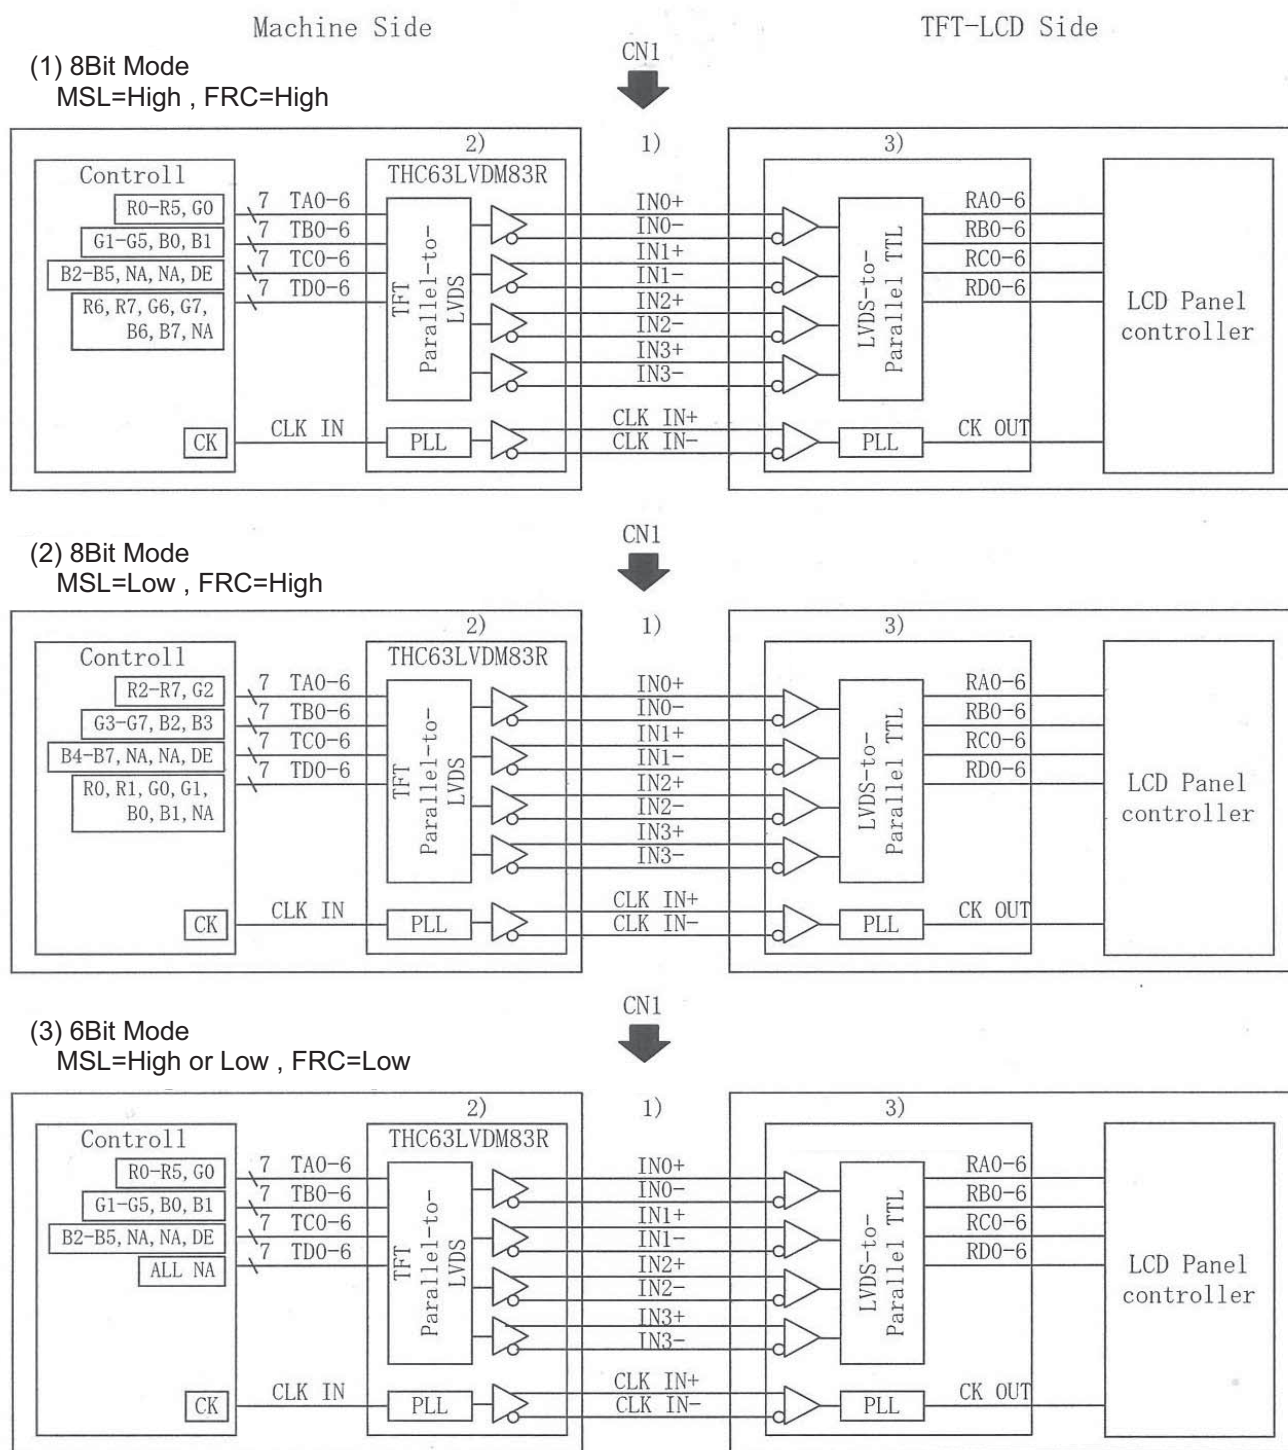 Machine Side
TFT-LCD Side
CN1
(1) 8Bit Mode
MSL=High , FRC=High
2)
1)
3)
Controll
THC63LVDM83R
R0-R5, G0
7 TA0-6
IN0+
RA0-6
IN0-
G1-G5, B0, B1
7 TB0-6
RB0-6
IN1+
B2-B5, NA, NA, DE
7 TC0-6
IN1-
RC0-6
R6, R7, G6, G7,
B6, B7, NA
7 TD0-6
IN2+
RD0-6
IN2-
IN3+
IN3-
TFT
Parallel-to-
LVDS
LVDS-to-
Parallel TTL
LCD Panel
controller
CK
CLK IN
PLL
CLK IN+
CLK IN-
PLL
CK OUT
CN1
(2) 8Bit Mode
MSL=Low , FRC=High
2)
1)
3)
Controll
THC63LVDM83R
R2-R7, G2
7 TA0-6
IN0+
RA0-6
IN0-
G3-G7, B2, B3
7 TB0-6
RB0-6
IN1+
B4-B7, NA, NA, DE
7 TC0-6
IN1-
RC0-6
R0, R1, G0, G1,
B0, B1, NA
7 TD0-6
IN2+
RD0-6
IN2-
IN3+
IN3-
TFT
Parallel-to-
LVDS
LVDS-to-
Parallel TTL
LCD Panel
controller
CK
CLK IN
PLL
CLK IN+
CLK IN-
PLL
CK OUT
CN1
(3) 6Bit Mode
MSL=High or Low , FRC=Low
2)
1)
3)
Controll
THC63LVDM83R
R0-R5, G0
7 TA0-6
IN0+
RA0-6
IN0-
G1-G5, B0, B1
7 TB0-6
RB0-6
IN1+
B2-B5, NA, NA, DE
7 TC0-6
IN1-
RC0-6
ALL NA
7 TD0-6
IN2+
RD0-6
IN2-
IN3+
IN3-
TFT
Parallel-to-
LVDS
LVDS-to-
Parallel TTL
LCD Panel
controller
CK
CLK IN
PLL
CLK IN+
CLK IN-
PLL
CK OUT